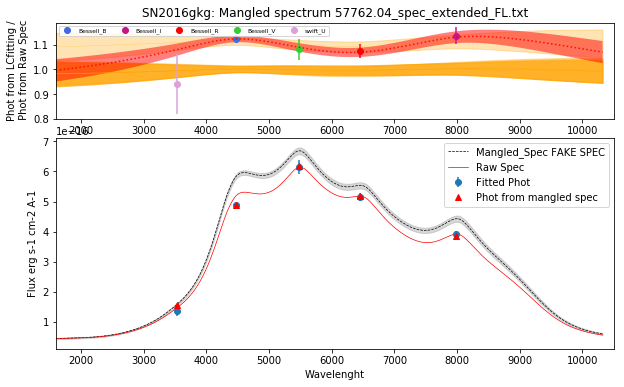 SN2016gkg: Mangled spectrum 57762.04_spec_extended_FL.txt
Phot from LCfitting /
Phot from Raw Spec
Bessell_B
Bessell_I
Bessell_R
Bessell_V
swift_U
1.1
1.0
0.9
0.8
2000 3000 4000 5000 6000 7000 8000 9000 10000
1e−16
Flux erg s-1 cm-2 A-1
7
6
5
4
3
2
1
Mangled_Spec FAKE SPEC
Raw Spec
Fitted Phot
Phot from mangled spec
2000 3000 4000 5000 6000 7000 8000 9000 10000
Wavelenght